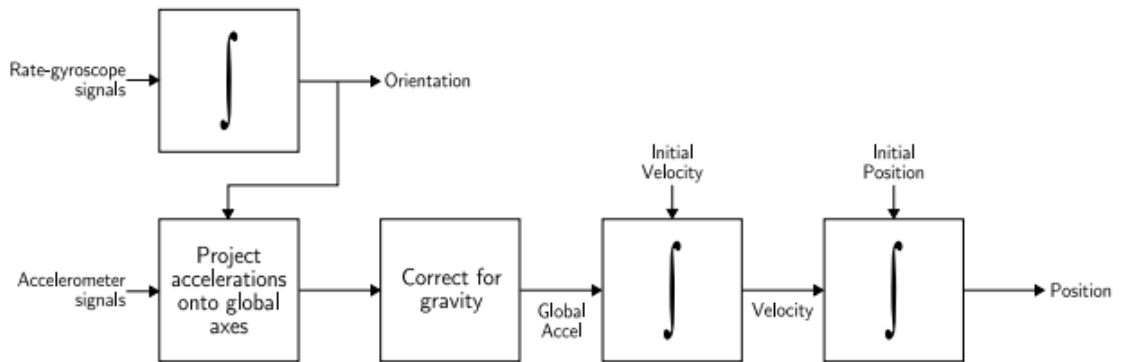 Rate-gyroscope
signals
∫
Orientation
Initial
Velocity
Initial
Position
Accelerometer
signals
Project
accelerations
onto global
axes
Correct for
gravity
Global
Accel
∫
Velocity
∫
Position